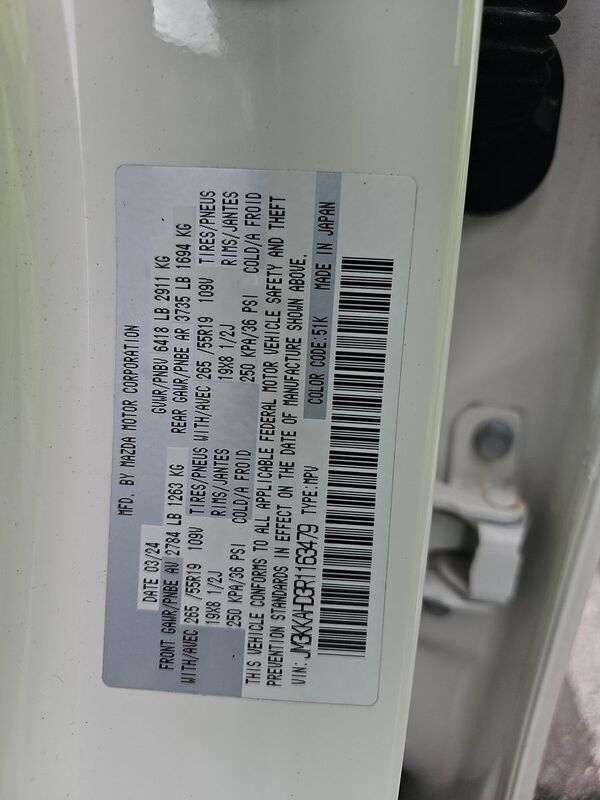 MFD. BY MAZDA MOTOR CORPORATION
DATE 03/24
GVWR/PNBV 6418 LB 2911 KG
FRONT GAWR/PNBE AV 2784 LB 1263 KG
REAR GAWR/PNBE AR 3735 LB 1694 KG
WITH/AVEC 265 /55R19 109V TIRES/PNEUS
WITH/AVEC 265 /55R19 109V TIRES/PNEUS
19X8 1/2J RIMS/JANTES
19X8 1/2J RIMS/JANTES
250 KPA/36 PSI COLD/A FROID
250 KPA/36 PSI COLD/A FROID
THIS VEHICLE CONFORMS TO ALL APPLICABLE FEDERAL MOTOR VEHICLE SAFETY AND THEFT
PREVENTION STANDARDS IN EFFECT ON THE DATE OF MANUFACTURE SHOWN ABOVE.
VIN: JM3KKAHD3R1163479 TYPE:MPV
COLOR CODE:51K MADE IN JAPAN